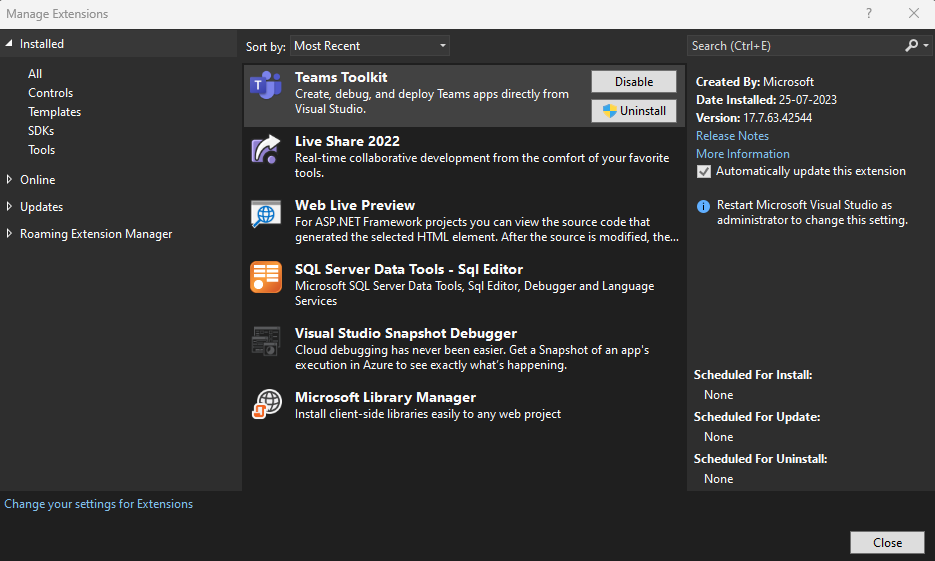 Manage Extensions
?
Installed
All
Controls
Templates
SDKs
Tools
Online
Updates
Roaming Extension Manager
Sort by: Most Recent
Teams Toolkit
Create, debug, and deploy Teams apps directly from
Visual Studio.
Disable
Uninstall
Live Share 2022
Real-time collaborative development from the comfort of your favorite
tools.
Web Live Preview
For ASP.NET Framework projects you can view the source code that
generated the selected HTML element. After the source is modified, the...
SQL Server Data Tools - Sql Editor
Microsoft SQL Server Data Tools, Sql Editor, Debugger and Language
Services
Visual Studio Snapshot Debugger
Cloud debugging has never been easier. Get a Snapshot of an app's
execution in Azure to see exactly what's happening.
Microsoft Library Manager
Install client-side libraries easily to any web project
Search (Ctrl+E)
Created By: Microsoft
Date Installed: 25-07-2023
Version: 17.7.63.42544
Release Notes
More Information
Automatically update this extension
Restart Microsoft Visual Studio as
administrator to change this setting.
Scheduled For Install:
None
Scheduled For Update:
None
Scheduled For Uninstall:
None
Change your settings for Extensions
Close